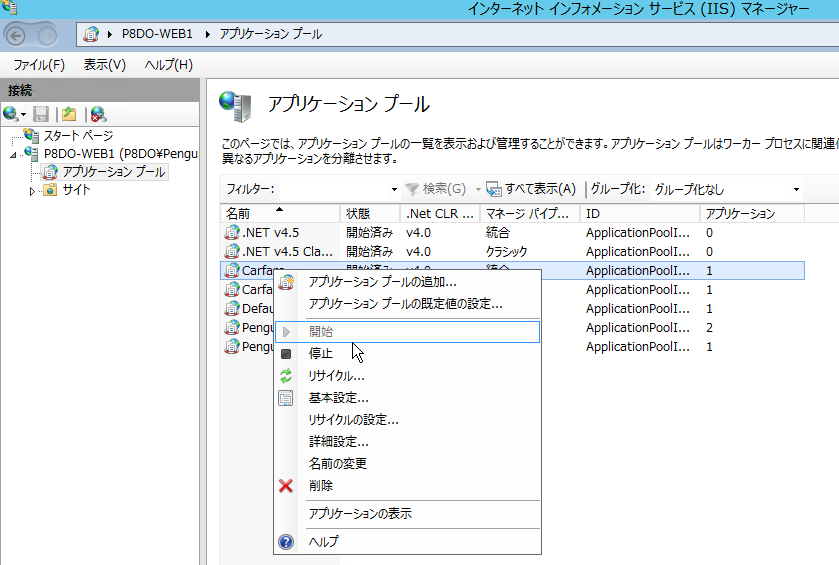 インターネット インフォメーション サービス (IIS) マネージャー
P8DO-WEB1 アプリケーション プール
ファイル(F) 表示(V) ヘルプ(H)
接続
スタート ページ
P8DO-WEB1 (P8DO¥Pengu
アプリケーション プール
サイト
アプリケーション プール
このページでは、アプリケーション プールの一覧を表示および管理することができます。アプリケーション プールはワーカー プロセスに関連
異なるアプリケーションを分離させます。
フィルター: 検索(G) すべて表示(A) グループ化: グループ化なし
名前 状態 .Net CLR ... マネージ パイプ... ID アプリケーション
.NET v4.5 開始済み v4.0 統合 ApplicationPoolI... 0
.NET v4.5 Cla... 開始済み v4.0 クラシック ApplicationPoolI... 0
Carfa 開始済み v4.0 統合 ApplicationPoolI... 1
Carfa ApplicationPoolI... 1
Defau ApplicationPoolI... 0
Pengu ApplicationPoolI... 2
Pengu ApplicationPoolI... 1
アプリケーション プールの追加...
アプリケーション プールの既定値の設定...
開始
停止
リサイクル...
基本設定...
リサイクルの設定...
詳細設定...
名前の変更
削除
アプリケーションの表示
ヘルプ